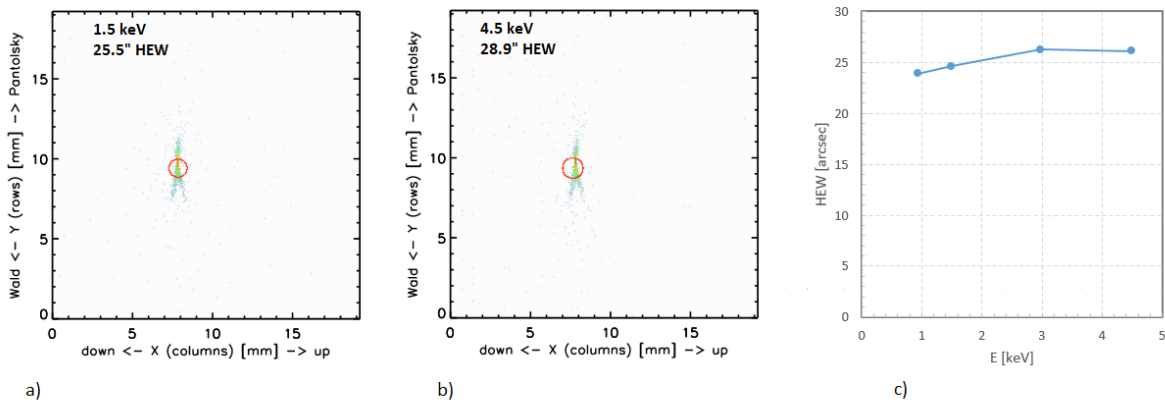 1.5 keV
25.5" HEW
15
10
5
0
0
5
10
15
Wald <- Y (rows) [mm] -> Pantolsky
down <- X (columns) [mm] -> up
a)
4.5 keV
28.9" HEW
15
10
5
0
0
5
10
15
Wald <- Y (rows) [mm] -> Pantolsky
down <- X (columns) [mm] -> up
b)
30
25
20
15
10
5
0
0
1
2
3
4
5
HEW [arcsec]
E [keV]
c)